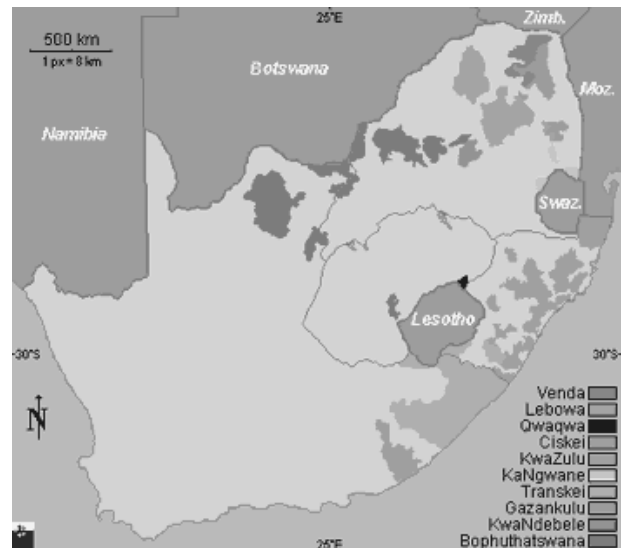 500 km
1 px = 8 km
25°E
Zimb.
Botswana
Moz.
Namibia
Swaz.
Lesotho
30°S
30°S
N
Venda
Lebowa
Qwaqwa
Ciskei
KwaZulu
KaNgwane
Transkei
Gazankulu
KwaNdebele
Bophuthatswana
25°E